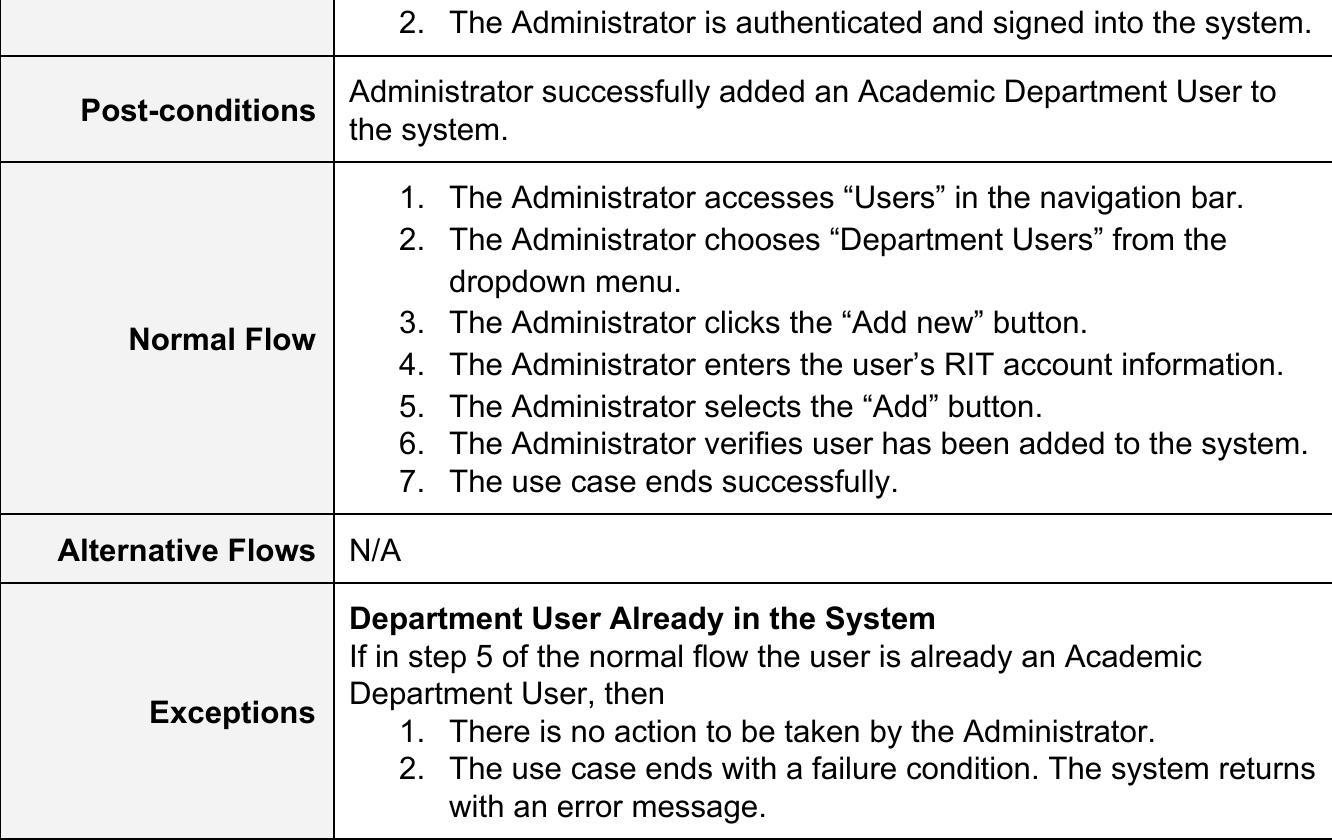 2. The Administrator is authenticated and signed into the system.
Post-conditions
Administrator successfully added an Academic Department User to
the system.
Normal Flow
1. The Administrator accesses “Users” in the navigation bar.
2. The Administrator chooses “Department Users” from the
dropdown menu.
3. The Administrator clicks the “Add new” button.
4. The Administrator enters the user’s RIT account information.
5. The Administrator selects the “Add” button.
6. The Administrator verifies user has been added to the system.
7. The use case ends successfully.
Alternative Flows
N/A
Exceptions
Department User Already in the System
If in step 5 of the normal flow the user is already an Academic
Department User, then
1. There is no action to be taken by the Administrator.
2. The use case ends with a failure condition. The system returns
with an error message.